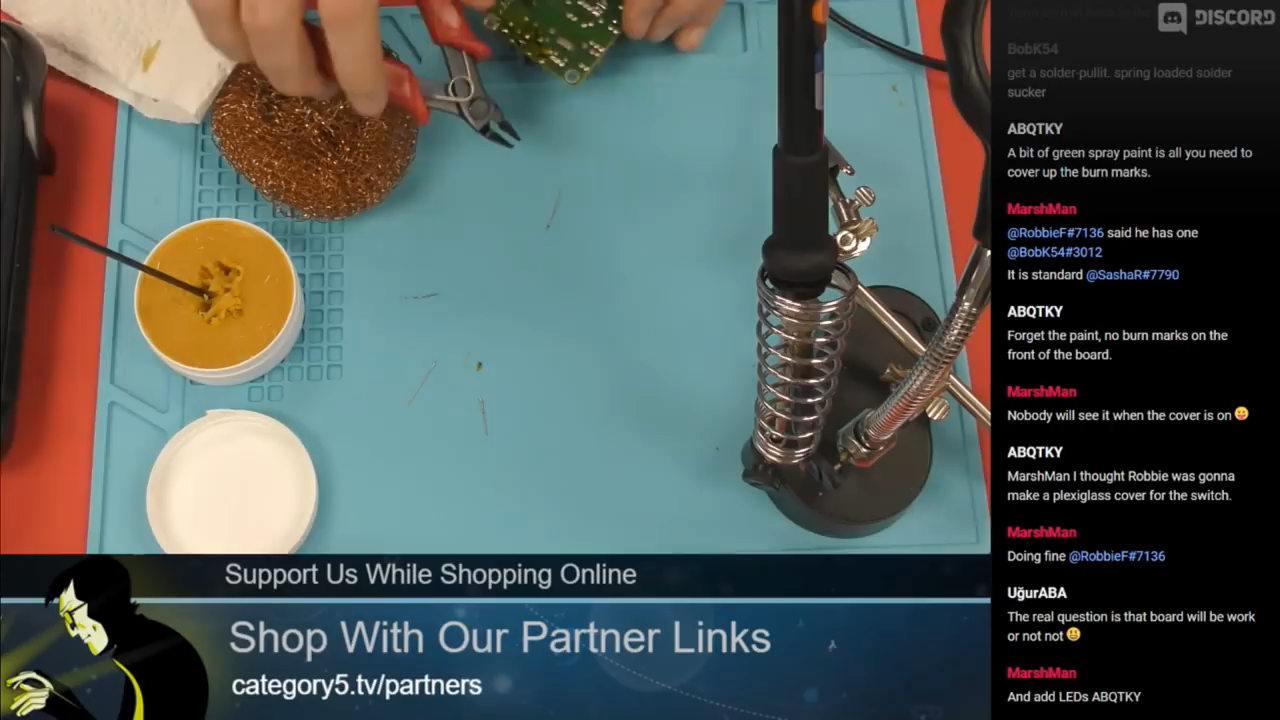 DISCORD
BobK54
get a solder-pullit. spring loaded solder
sucker
ABQTKY
A bit of green spray paint is all you need to
cover up the burn marks.
MarshMan
@RobbieF#7136 said he has one
@BobK54#3012
It is standard @SashaR#7790
ABQTKY
Forget the paint, no burn marks on the
front of the board.
MarshMan
Nobody will see it when the cover is on😛
ABQTKY
MarshMan I thought Robbie was gonna
make a plexiglass cover for the switch.
MarshMan
Doing fine @RobbieF#7136
UğurABA
The real question is that board will be work
or not not😃
MarshMan
And add LEDs ABQTKY
Support Us While Shopping Online
Shop With Our Partner Links
category5.tv/partners